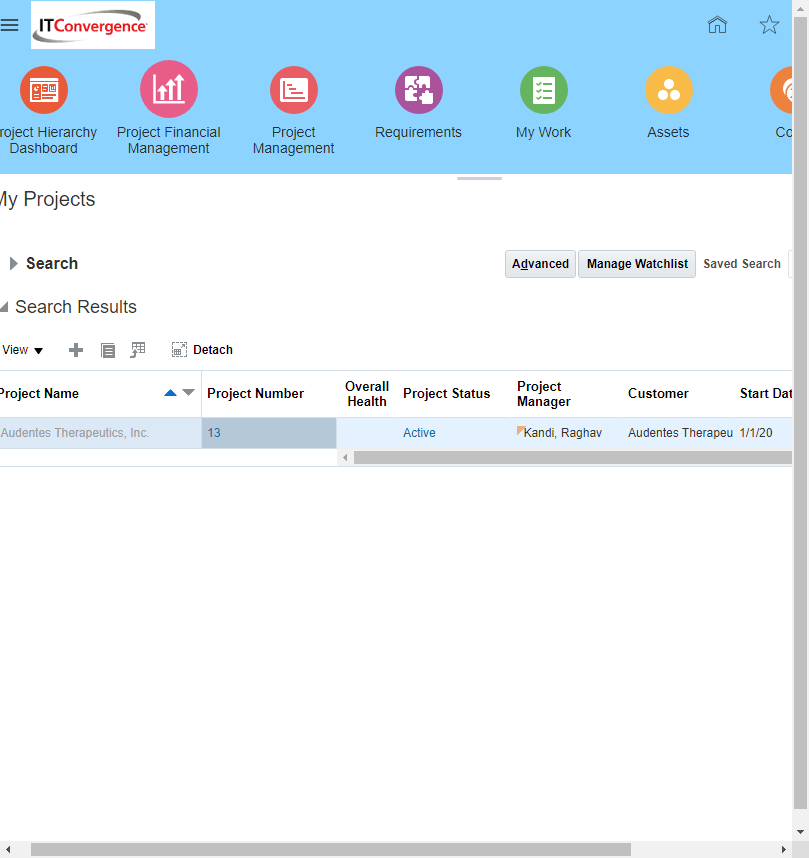 ITConvergence
roject Hierarchy
Dashboard
Project Financial
Management
Project
Management
Requirements
My Work
Assets
Co
My Projects
Search
Advanced
Manage Watchlist
Saved Search
Search Results
View
Detach
Project Name
Project Number
Overall
Health
Project Status
Project
Manager
Customer
Start Dat
Audentes Therapeutics, Inc.
13
Active
Kandi, Raghav
Audentes Therapeu
1/1/20